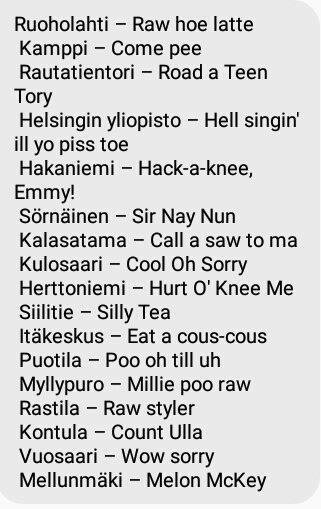 Ruoholahti – Raw hoe latte
Kamppi – Come pee
Rautatientori – Road a Teen
Tory
Helsingin yliopisto – Hell singin'
ill yo piss toe
Hakaniemi – Hack-a-knee,
Emmy!
Sörnäinen – Sir Nay Nun
Kalasatama – Call a saw to ma
Kulosaari – Cool Oh Sorry
Herttoniemi – Hurt O' Knee Me
Siilitie – Silly Tea
Itäkeskus – Eat a cous-cous
Puotila – Poo oh till uh
Myllypuro – Millie poo raw
Rastila – Raw styler
Kontula – Count Ulla
Vuosaari – Wow sorry
Mellunmäki – Melon McKey